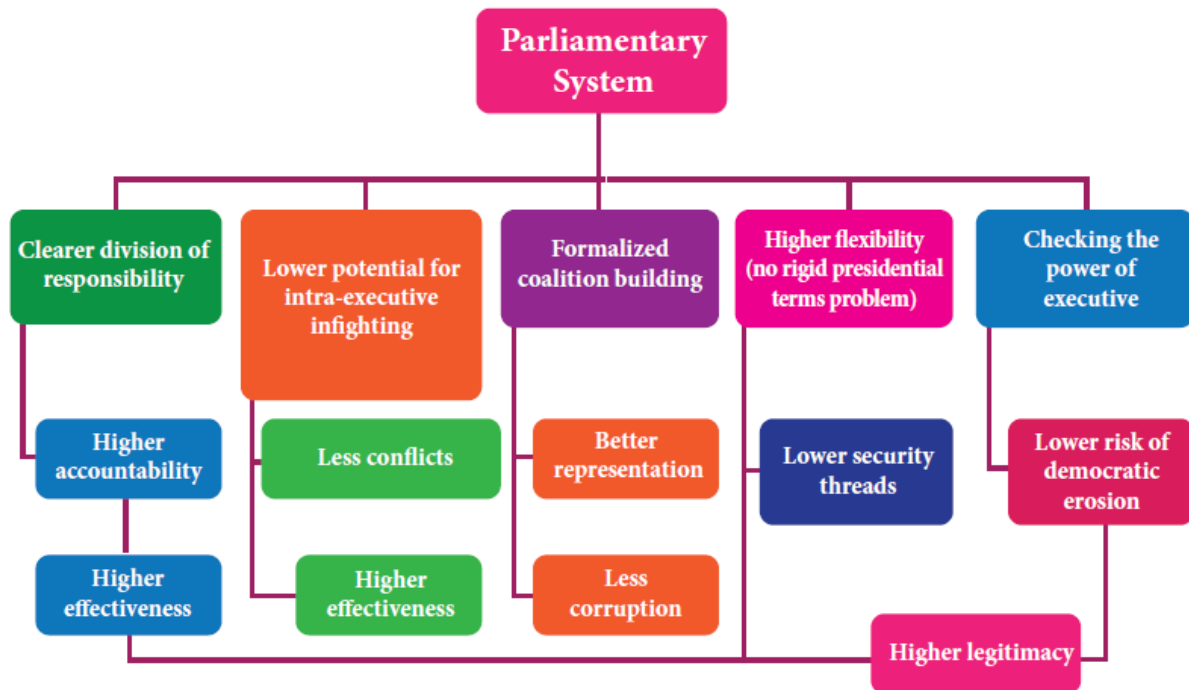 Parliamentary
System
Clearer division of
responsibility
Lower potential for
intra-executive
infighting
Formalized
coalition building
Higher flexibility
(no rigid presidential
terms problem)
Checking the
power of
executive
Higher
accountability
Less conflicts
Better
representation
Lower security
threads
Lower risk of
democratic
erosion
Higher
effectiveness
Higher
effectiveness
Less
corruption
Higher legitimacy